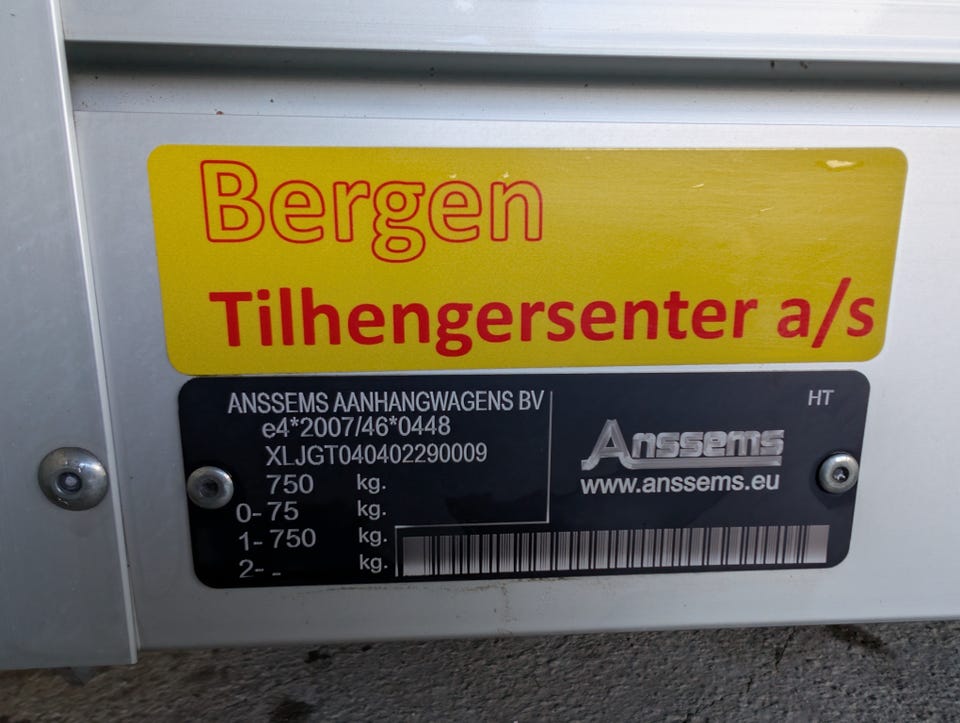 Bergen
Tilhengersenter a/s
ANSSEMS AANHANGWAGENS BV
e4*2007/46*0448
XLJGT040402290009
750 kg.
0- 75 kg.
1- 750 kg.
2- - kg.
HT
Anssems
www.anssems.eu